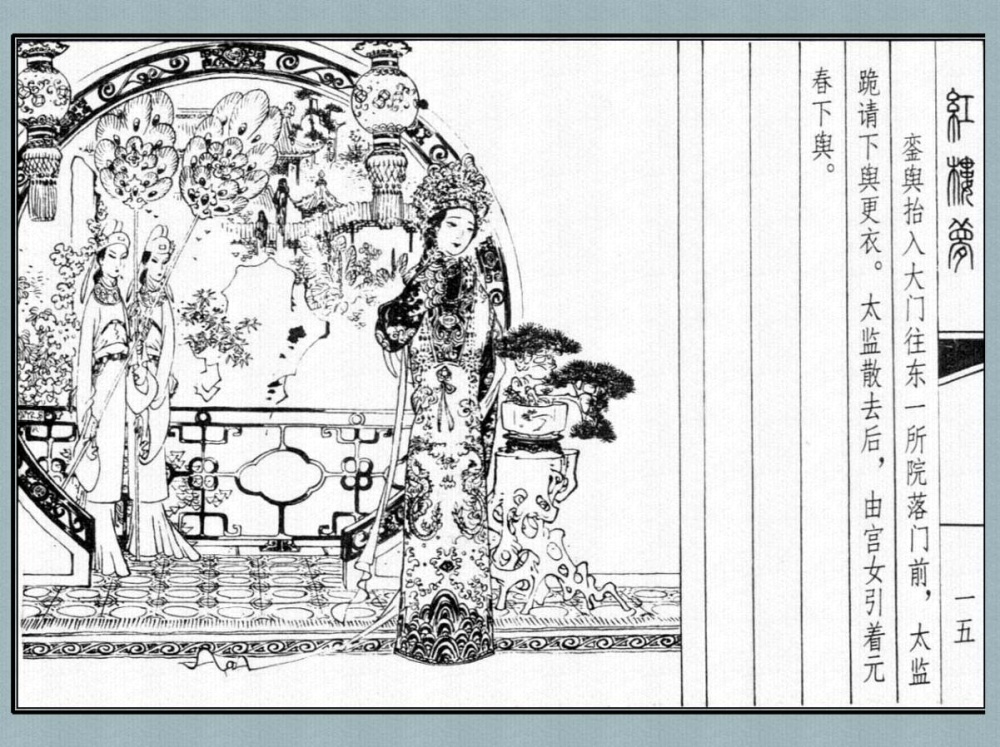 紅樓夢
一五
銮舆抬入大门往东一所院落门前，太监
跪请下舆更衣。太监散去后，由宫女引着元
春下舆。